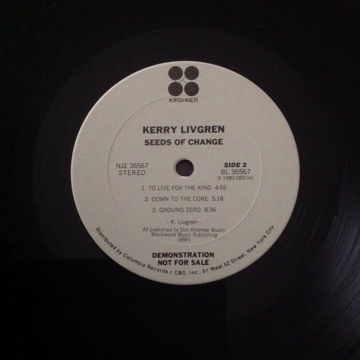 KIRSHNER
KERRY LIVGREN
SEEDS OF CHANGE
NJZ 36567
STEREO
SIDE 2
BL 36567
℗ 1980 CBS Inc.
1. TO LIVE FOR THE KING 4:55
2. DOWN TO THE CORE 5:18
3. GROUND ZERO 8:36
- K. Livgren -
All published by Don Kirshner Music/
Blackwood Music Publishing
(BMI)
DEMONSTRATION
NOT FOR SALE
Distributed by Columbia Records / CBS, Inc., 51 West 52 Street, New York City